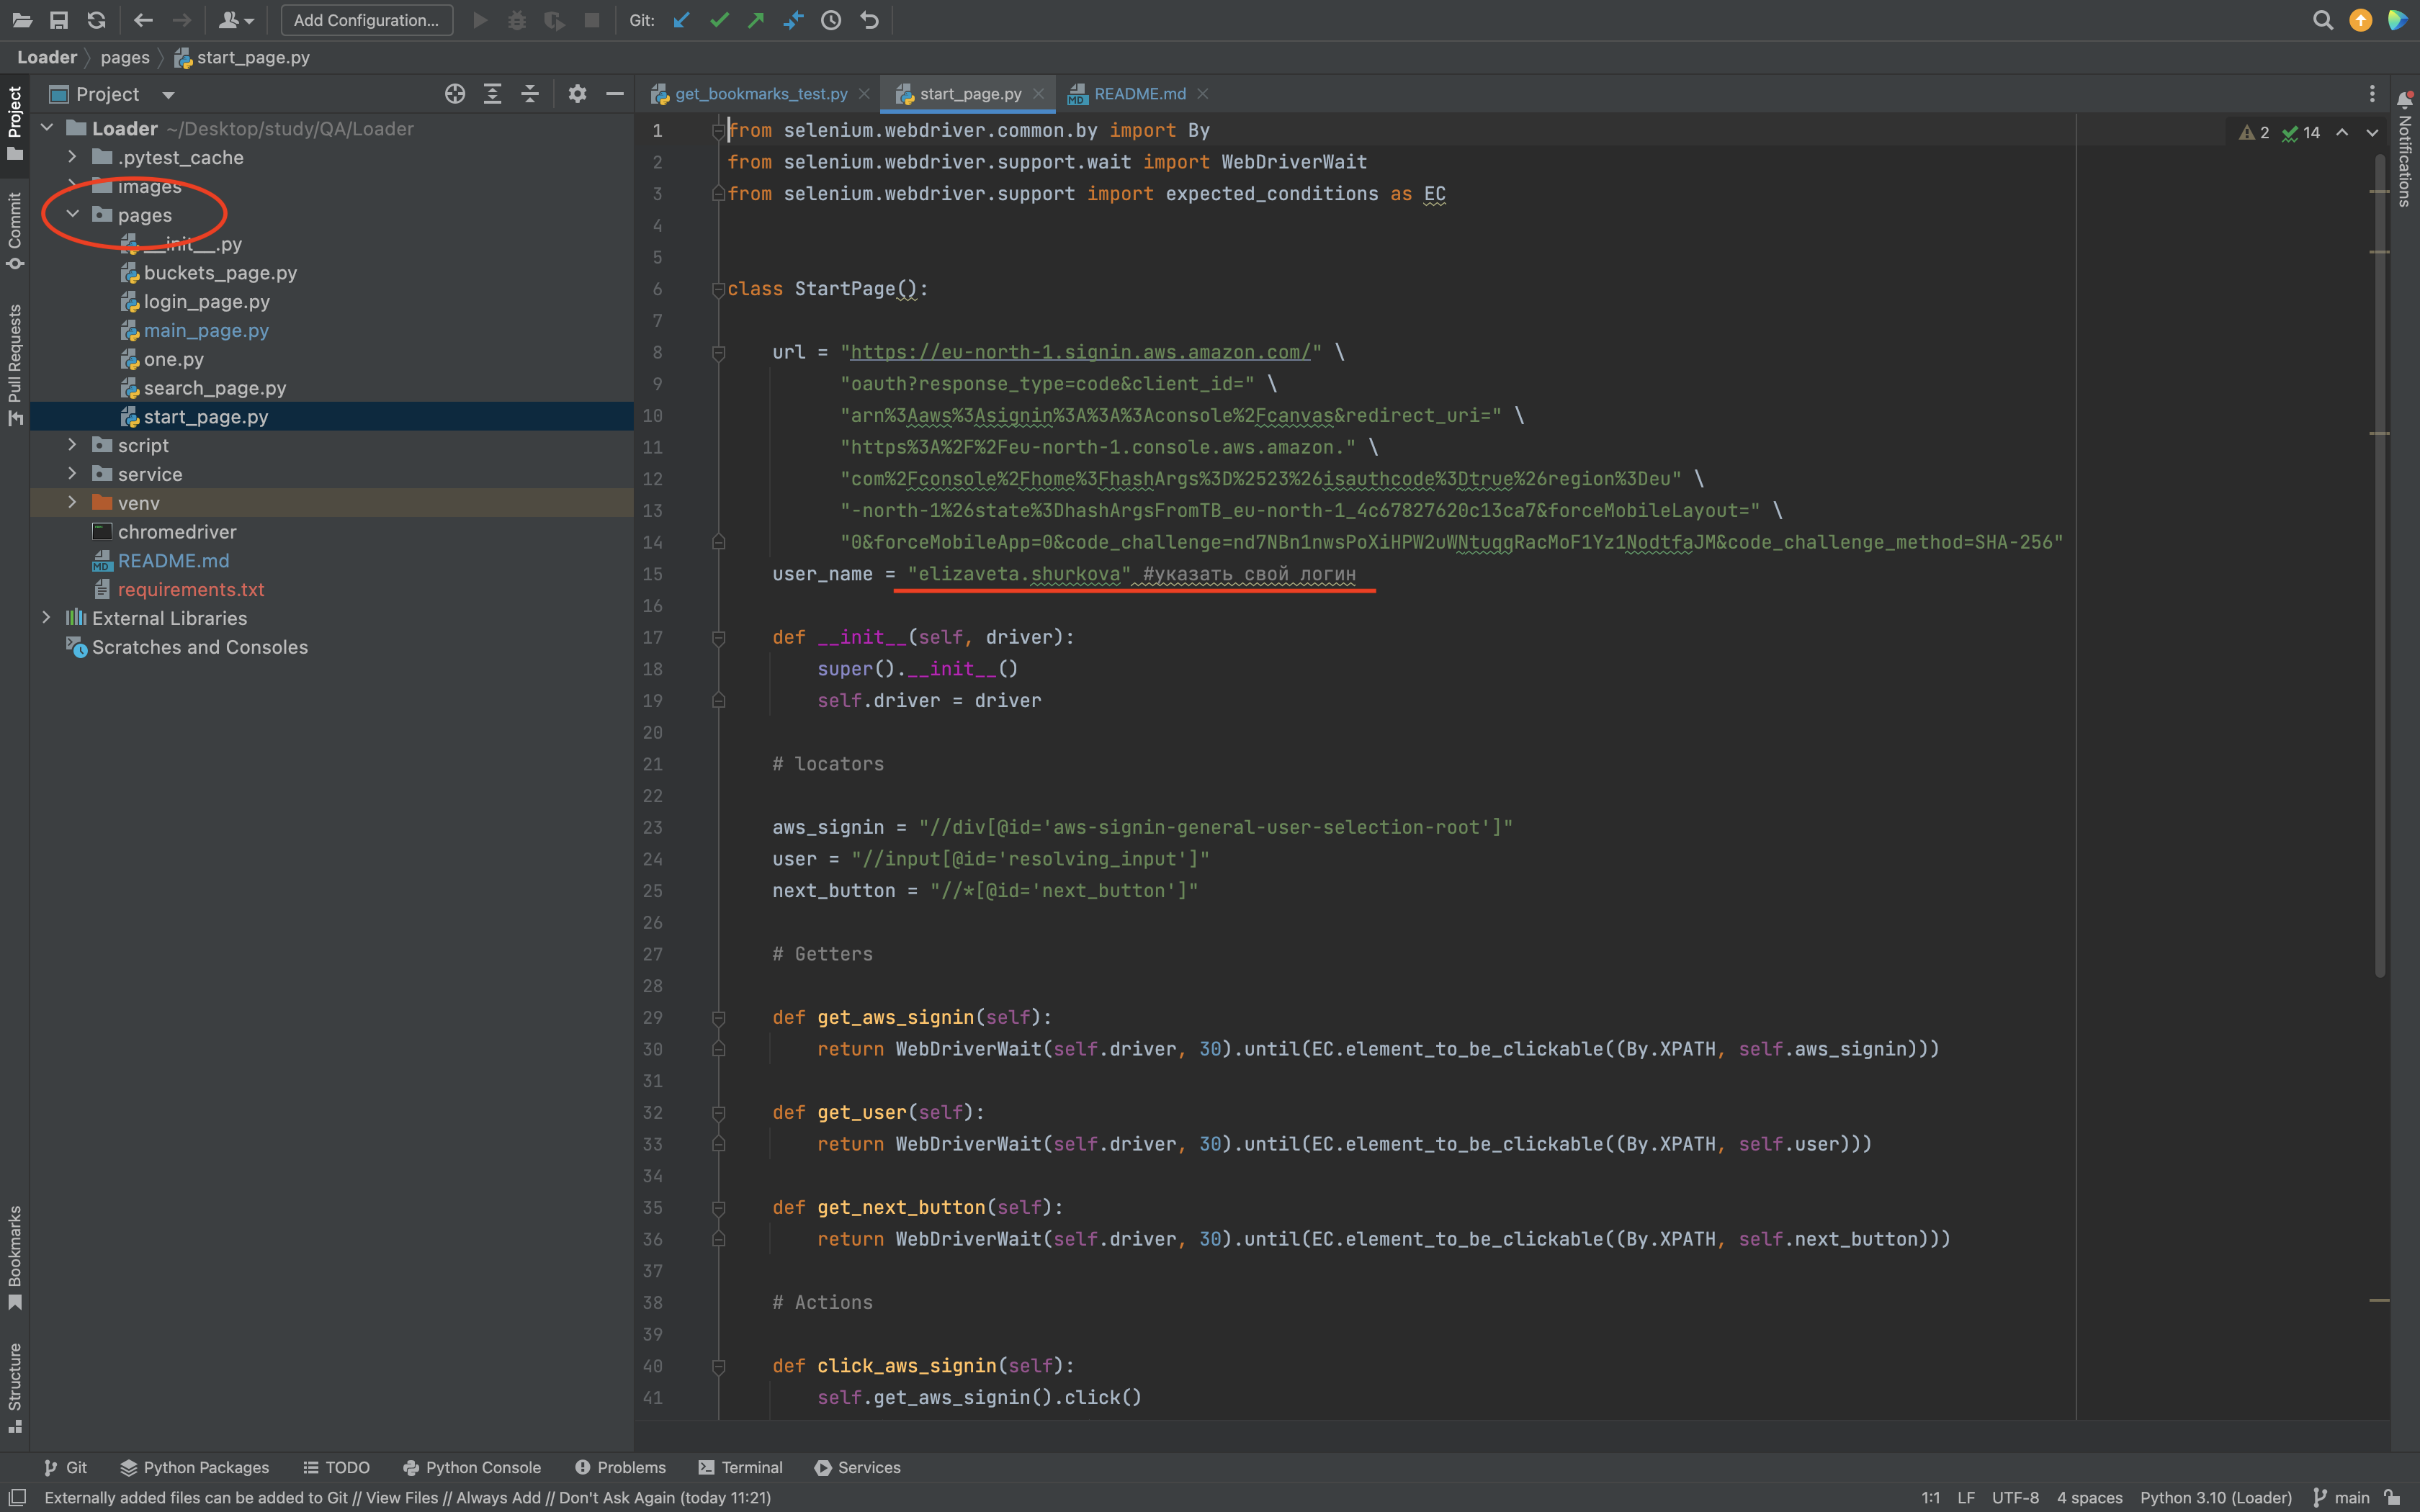 Add Configuration... Git:
Loader pages start_page.py
Project
get_bookmarks_test.py start_page.py README.md
Project
Commit
Pull Requests
Bookmarks
Structure
Notifications
Loader ~/Desktop/study/QA/Loader
.pytest_cache
images
pages
__init__.py
buckets_page.py
login_page.py
main_page.py
one.py
search_page.py
start_page.py
script
service
venv
chromedriver
README.md
requirements.txt
External Libraries
Scratches and Consoles
2 14
1 from selenium.webdriver.common.by import By
2 from selenium.webdriver.support.wait import WebDriverWait
3 from selenium.webdriver.support import expected_conditions as EC
4
5
6 class StartPage():
7
8 url = "https://eu-north-1.signin.aws.amazon.com/" \
9 "oauth?response_type=code&client_id=" \
10 "arn%3Aaws%3Asignin%3A%3A%3Aconsole%2Fcanvas&redirect_uri=" \
11 "https%3A%2F%2Feu-north-1.console.aws.amazon." \
12 "com%2Fconsole%2Fhome%3FhashArgs%3D%2523%26isauthcode%3Dtrue%26region%3Deu" \
13 "-north-1%26state%3DhashArgsFromTB_eu-north-1_4c67827620c13ca7&forceMobileLayout=" \
14 "0&forceMobileApp=0&code_challenge=nd7NBn1nwsPoXiHPW2uWNtuqgRacMoF1Yz1NodtfaJM&code_challenge_method=SHA-256"
15 user_name = "elizaveta.shurkova" #указать свой логин
16
17 def __init__(self, driver):
18 super().__init__()
19 self.driver = driver
20
21 # locators
22
23 aws_signin = "//div[@id='aws-signin-general-user-selection-root']"
24 user = "//input[@id='resolving_input']"
25 next_button = "//*[@id='next_button']"
26
27 # Getters
28
29 def get_aws_signin(self):
30 return WebDriverWait(self.driver, 30).until(EC.element_to_be_clickable((By.XPATH, self.aws_signin)))
31
32 def get_user(self):
33 return WebDriverWait(self.driver, 30).until(EC.element_to_be_clickable((By.XPATH, self.user)))
34
35 def get_next_button(self):
36 return WebDriverWait(self.driver, 30).until(EC.element_to_be_clickable((By.XPATH, self.next_button)))
37
38 # Actions
39
40 def click_aws_signin(self):
41 self.get_aws_signin().click()
Git Python Packages TODO Python Console Problems Terminal Services
Externally added files can be added to Git // View Files // Always Add // Don't Ask Again (today 11:21) 1:1 LF UTF-8 4 spaces Python 3.10 (Loader) main